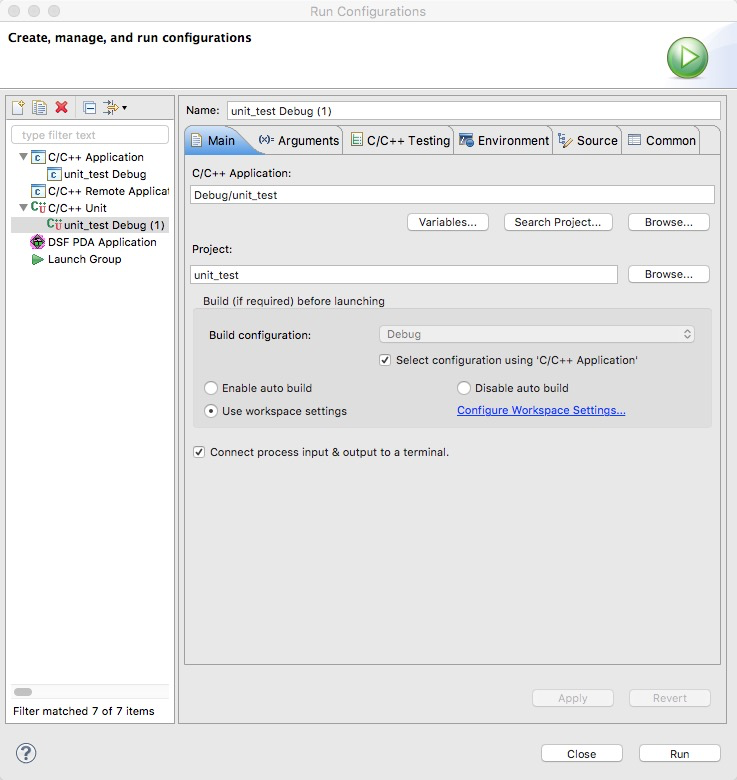 Run Configurations
Create, manage, and run configurations
type filter text
C/C++ Application
unit_test Debug
C/C++ Remote Applicat
C/C++ Unit
unit_test Debug (1)
DSF PDA Application
Launch Group
Filter matched 7 of 7 items
Name: unit_test Debug (1)
Main (x)= Arguments C/C++ Testing Environment Source Common
C/C++ Application:
Debug/unit_test
Variables... Search Project... Browse...
Project:
unit_test Browse...
Build (if required) before launching
Build configuration: Debug
Select configuration using 'C/C++ Application'
Enable auto build Disable auto build
Use workspace settings Configure Workspace Settings...
Connect process input & output to a terminal.
Apply Revert
? Close Run